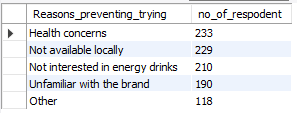 Reasons_preventing_trying no_of_respodent
Health concerns 233
Not available locally 229
Not interested in energy drinks 210
Unfamiliar with the brand 190
Other 118